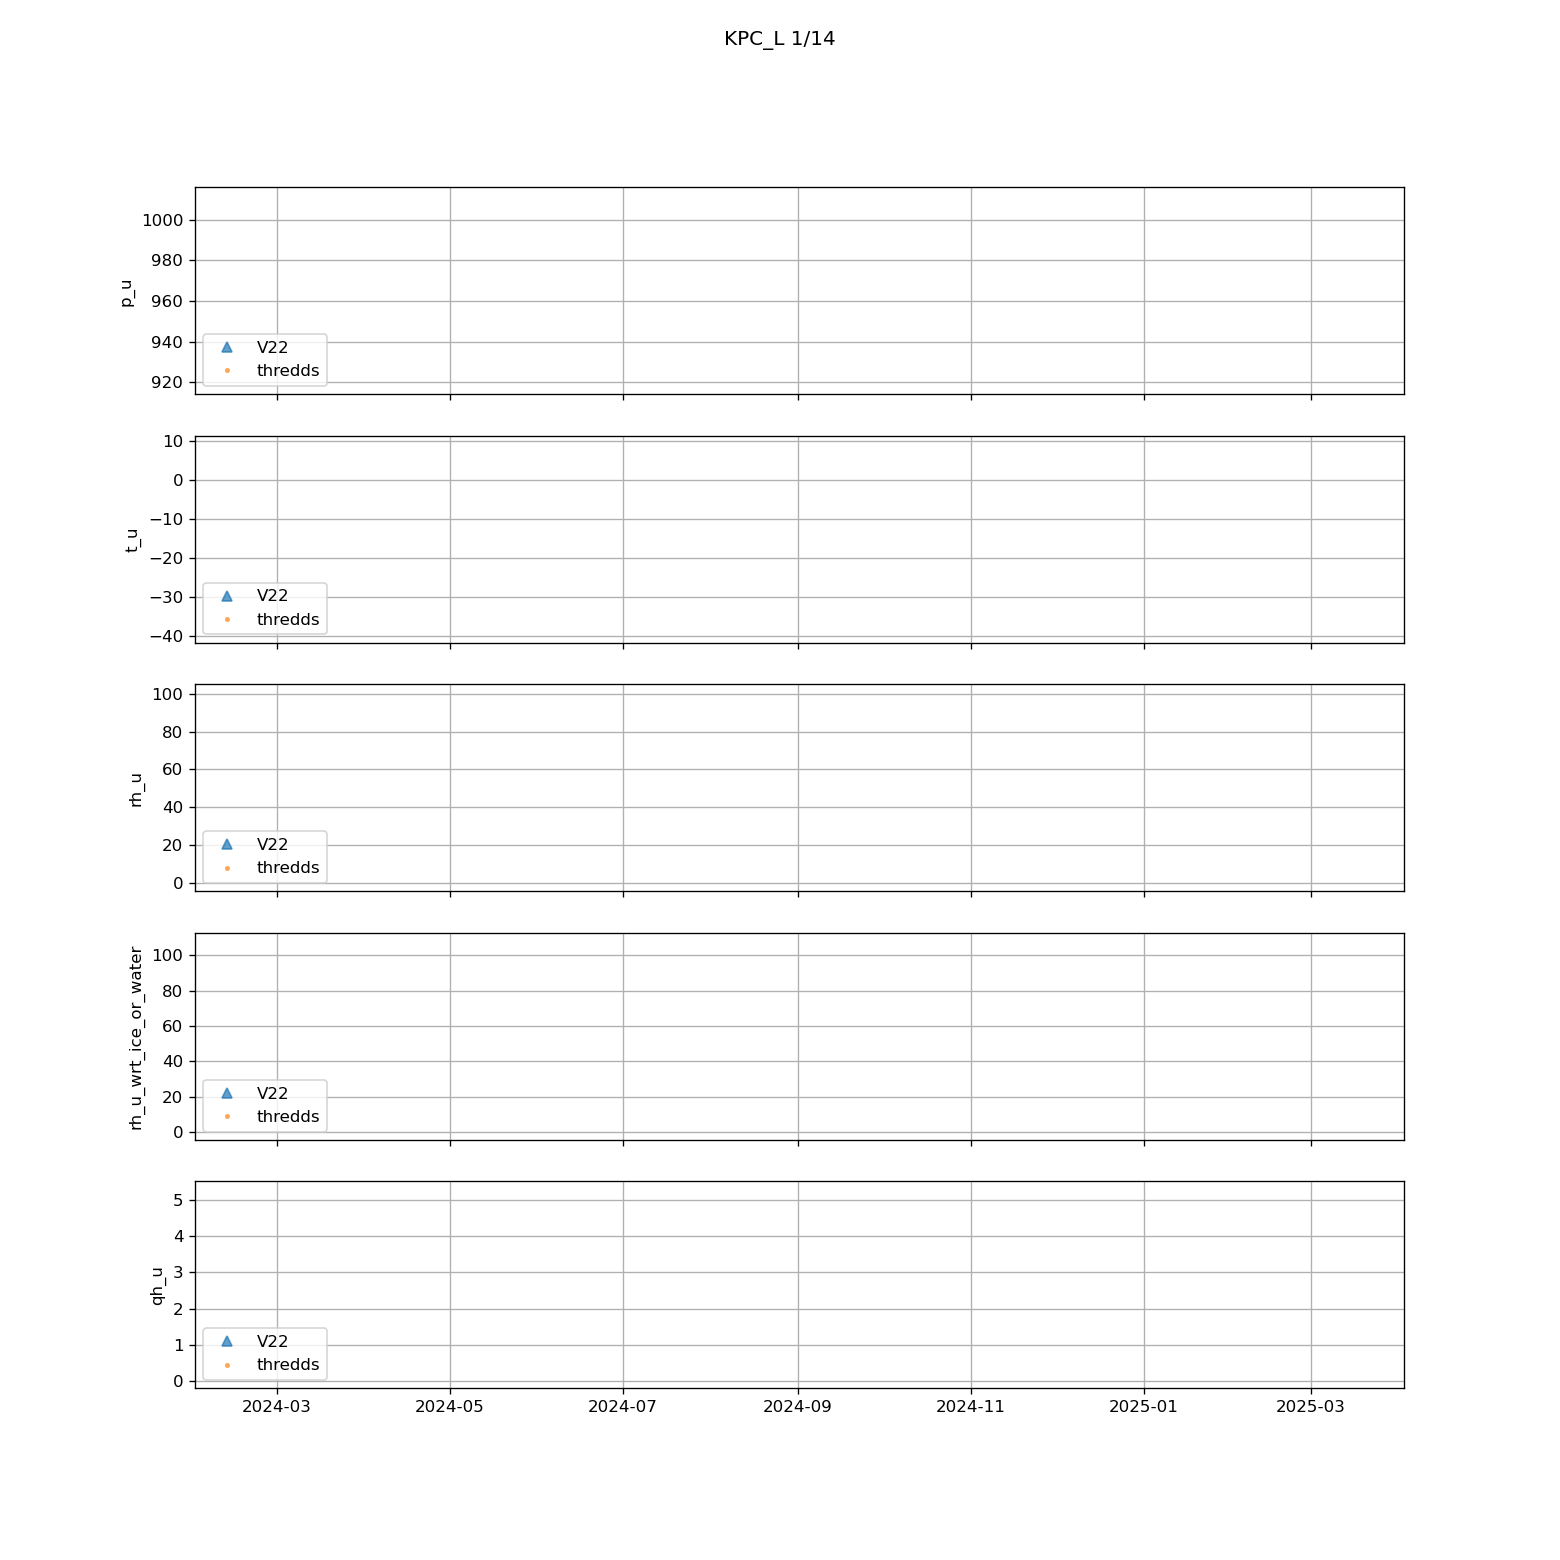 KPC_L 1/14
p_u
1000
980
960
940
920
V22
thredds
t_u
10
0
−10
−20
−30
−40
V22
thredds
rh_u
100
80
60
40
20
0
V22
thredds
rh_u_wrt_ice_or_water
100
80
60
40
20
0
V22
thredds
qh_u
5
4
3
2
1
0
V22
thredds
2024-03 2024-05 2024-07 2024-09 2024-11 2025-01 2025-03